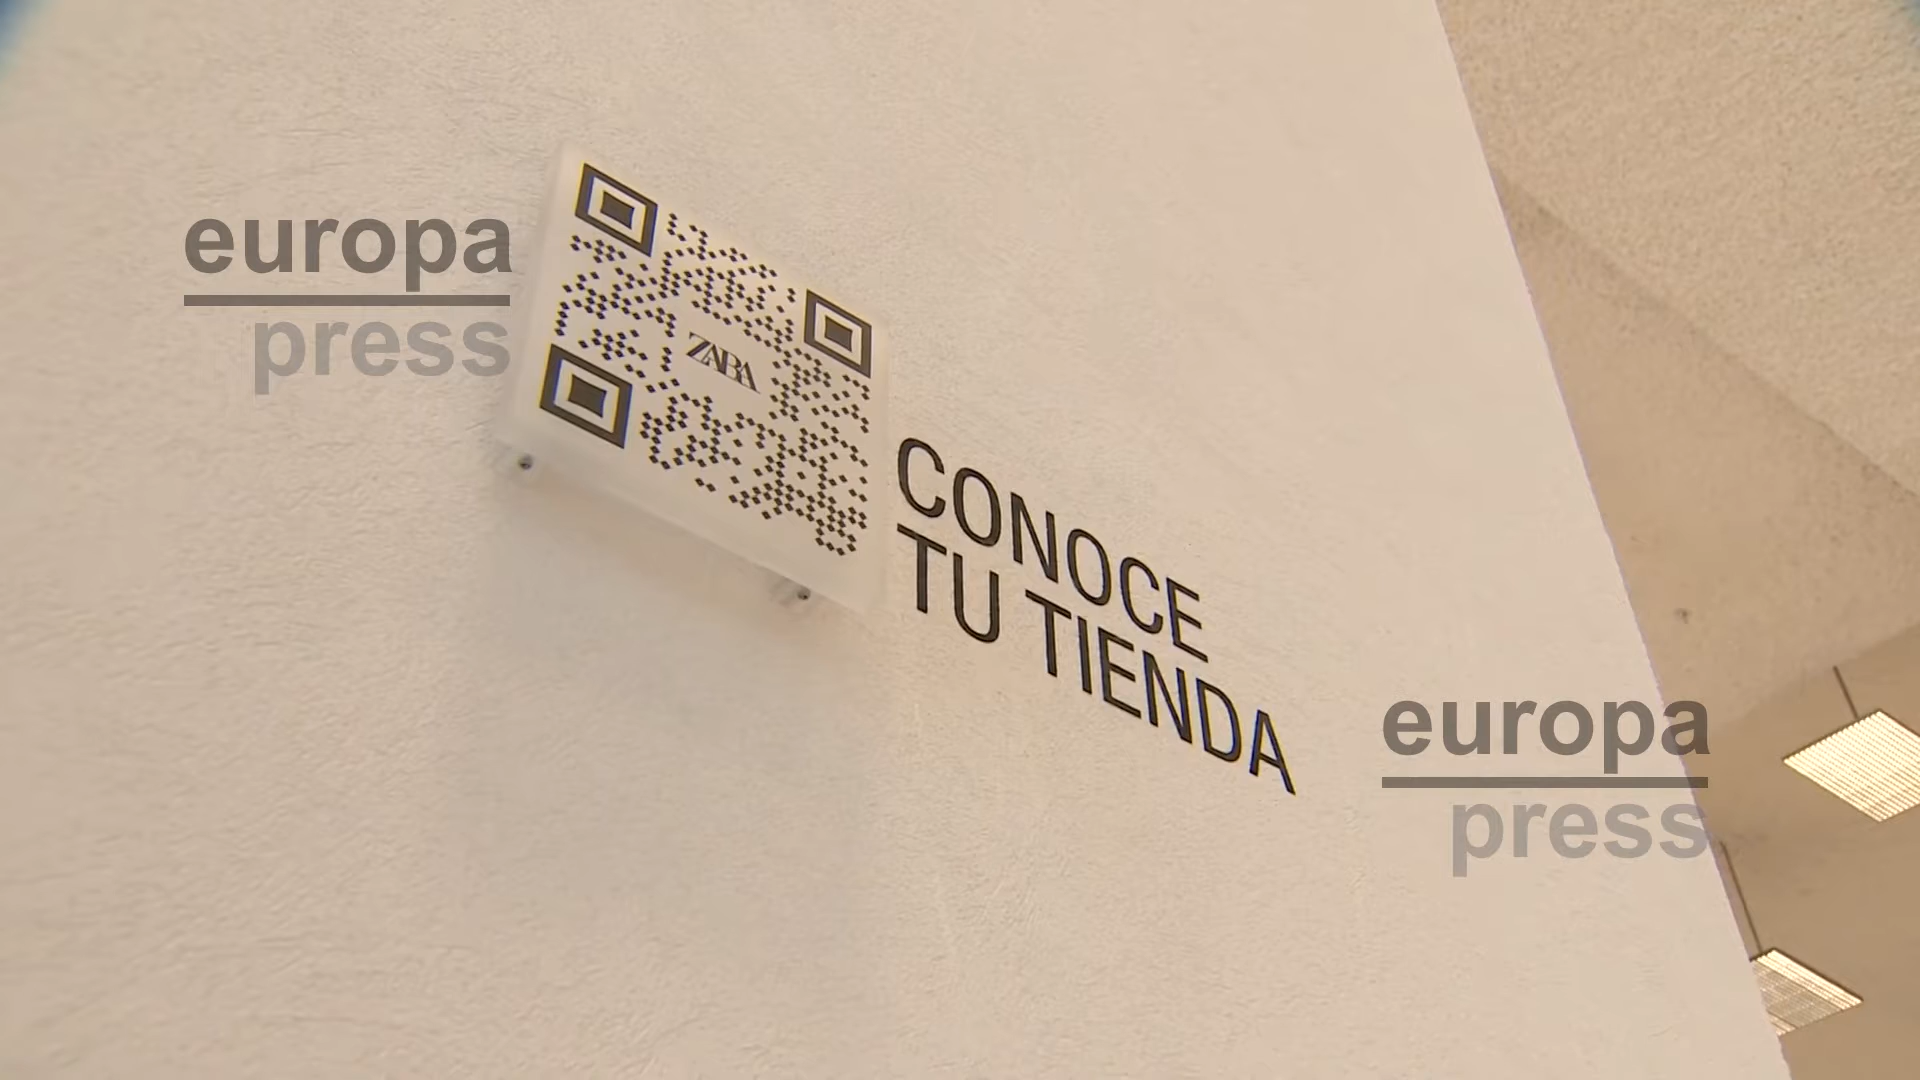 europa
press
ZARA
CONOCE
TU TIENDA
europa
press